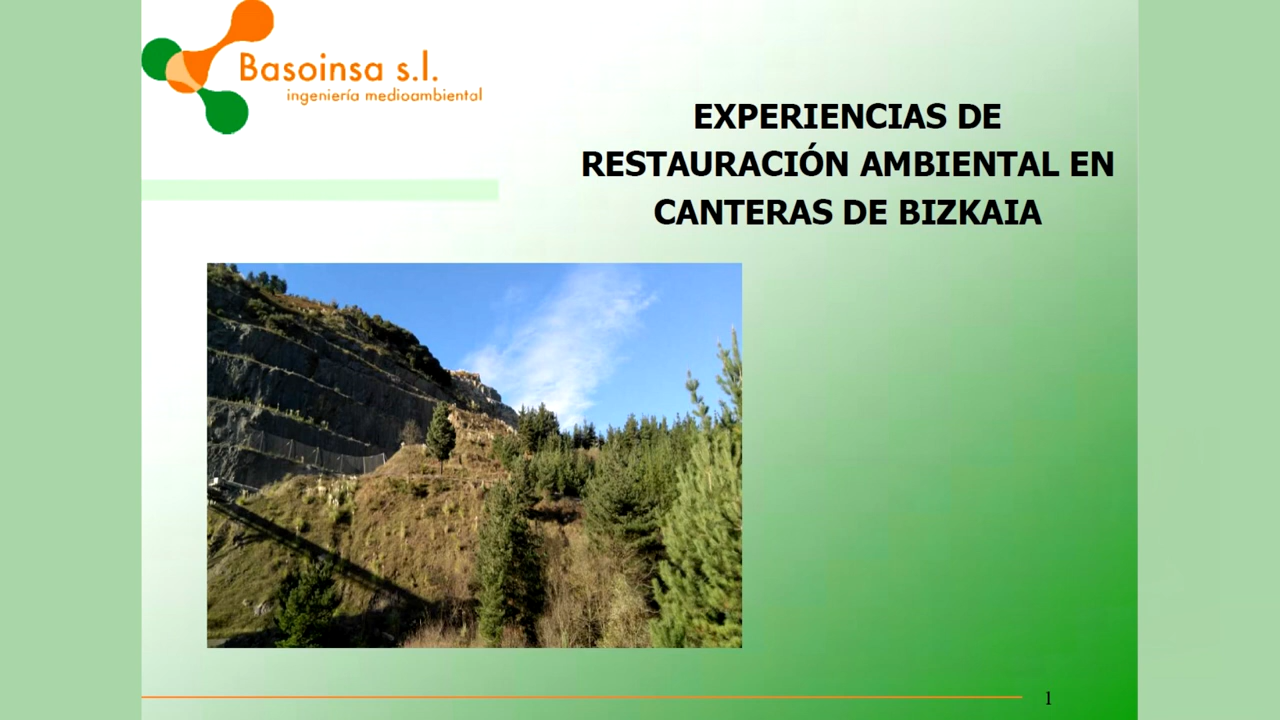 Basoinsa s.l.
ingeniería medioambiental
EXPERIENCIAS DE
RESTAURACIÓN AMBIENTAL EN
CANTERAS DE BIZKAIA
1